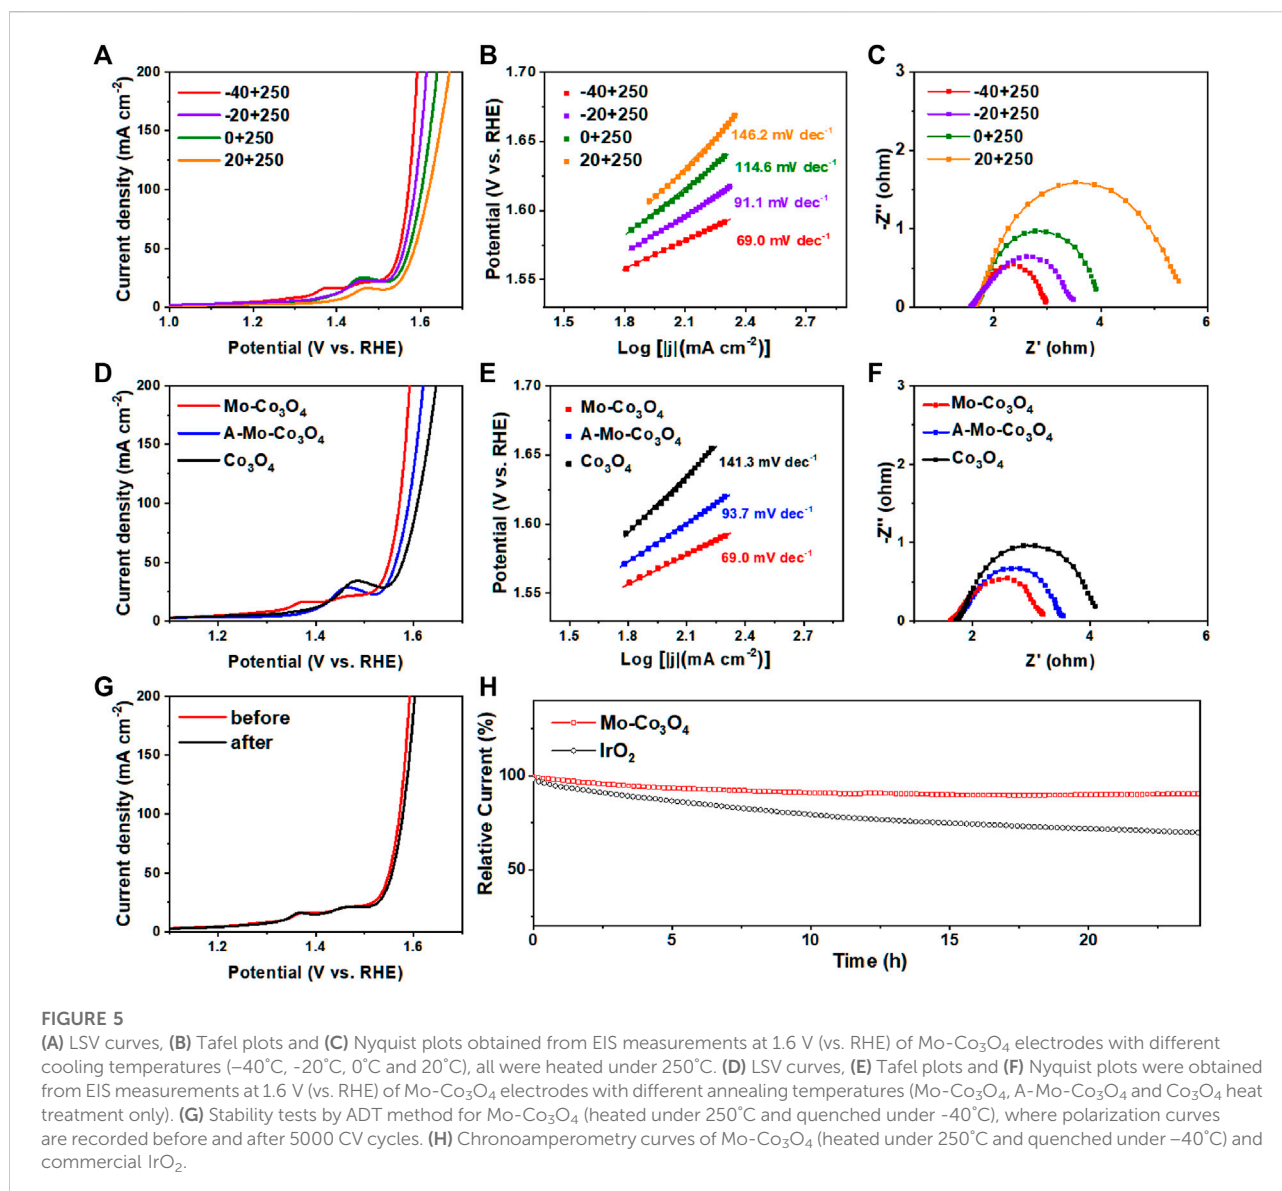 A
200
150
100
50
0
Current density (mA cm⁻²)
-40+250
-20+250
0+250
20+250
1.0
1.2
1.4
1.6
Potential (V vs. RHE)
B
1.70
1.65
1.60
1.55
Potential (V vs. RHE)
-40+250
-20+250
0+250
20+250
146.2 mV dec⁻¹
114.6 mV dec⁻¹
91.1 mV dec⁻¹
69.0 mV dec⁻¹
1.5
1.8
2.1
2.4
2.7
Log [|j|(mA cm⁻²)]
C
3
2
1
0
-Z" (ohm)
-40+250
-20+250
0+250
20+250
2
4
6
Z' (ohm)
D
200
150
100
50
0
Current density (mA cm⁻²)
Mo-Co₃O₄
A-Mo-Co₃O₄
Co₃O₄
1.2
1.4
1.6
Potential (V vs. RHE)
E
1.70
1.65
1.60
1.55
Potential (V vs. RHE)
Mo-Co₃O₄
A-Mo-Co₃O₄
Co₃O₄
141.3 mV dec⁻¹
93.7 mV dec⁻¹
69.0 mV dec⁻¹
1.5
1.8
2.1
2.4
2.7
Log [|j|(mA cm⁻²)]
F
3
2
1
0
-Z" (ohm)
Mo-Co₃O₄
A-Mo-Co₃O₄
Co₃O₄
2
4
6
Z' (ohm)
G
200
150
100
50
0
Current density (mA cm⁻²)
before
after
1.2
1.4
1.6
Potential (V vs. RHE)
H
100
50
Relative Current (%)
Mo-Co₃O₄
IrO₂
0
5
10
15
20
Time (h)
FIGURE 5
(A) LSV curves, (B) Tafel plots and (C) Nyquist plots obtained from EIS measurements at 1.6 V (vs. RHE) of Mo-Co₃O₄ electrodes with different
cooling temperatures (−40°C, -20°C, 0°C and 20°C), all were heated under 250°C. (D) LSV curves, (E) Tafel plots and (F) Nyquist plots were obtained
from EIS measurements at 1.6 V (vs. RHE) of Mo-Co₃O₄ electrodes with different annealing temperatures (Mo-Co₃O₄, A-Mo-Co₃O₄ and Co₃O₄ heat
treatment only). (G) Stability tests by ADT method for Mo-Co₃O₄ (heated under 250°C and quenched under -40°C), where polarization curves
are recorded before and after 5000 CV cycles. (H) Chronoamperometry curves of Mo-Co₃O₄ (heated under 250°C and quenched under −40°C) and
commercial IrO₂.